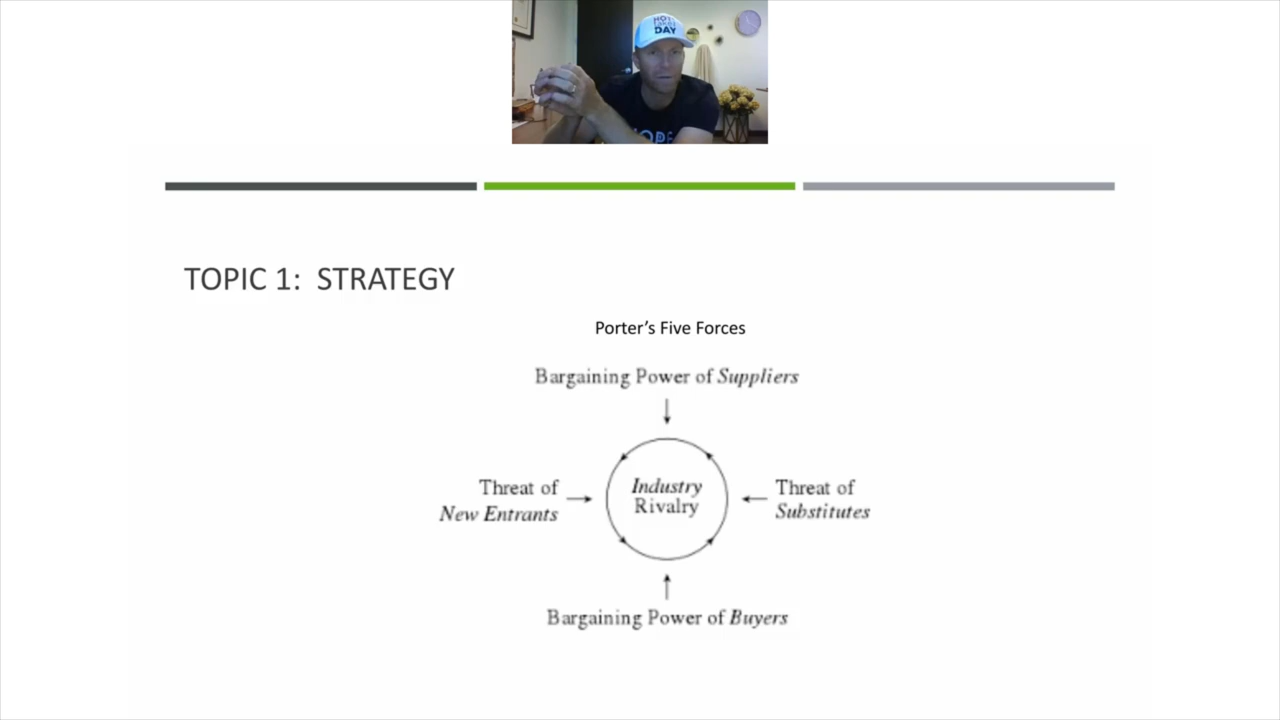 DAY
HOPE
TOPIC 1:  STRATEGY
Porter’s Five Forces
Bargaining Power of Suppliers
Threat of
New Entrants
Industry
Rivalry
Threat of
Substitutes
Bargaining Power of Buyers